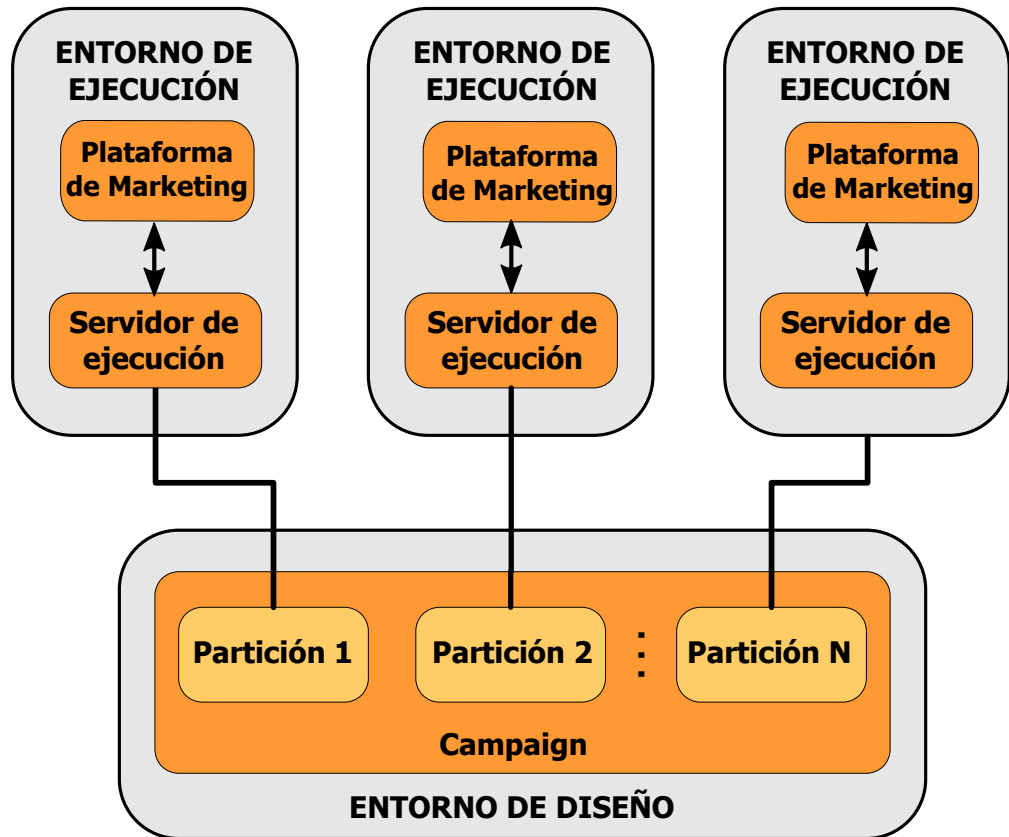 ENTORNO DE
EJECUCIÓN
Plataforma
de Marketing
Servidor de
ejecución
ENTORNO DE
EJECUCIÓN
Plataforma
de Marketing
Servidor de
ejecución
ENTORNO DE
EJECUCIÓN
Plataforma
de Marketing
Servidor de
ejecución
Partición 1
Partición 2
Partición N
Campaign
ENTORNO DE DISEÑO